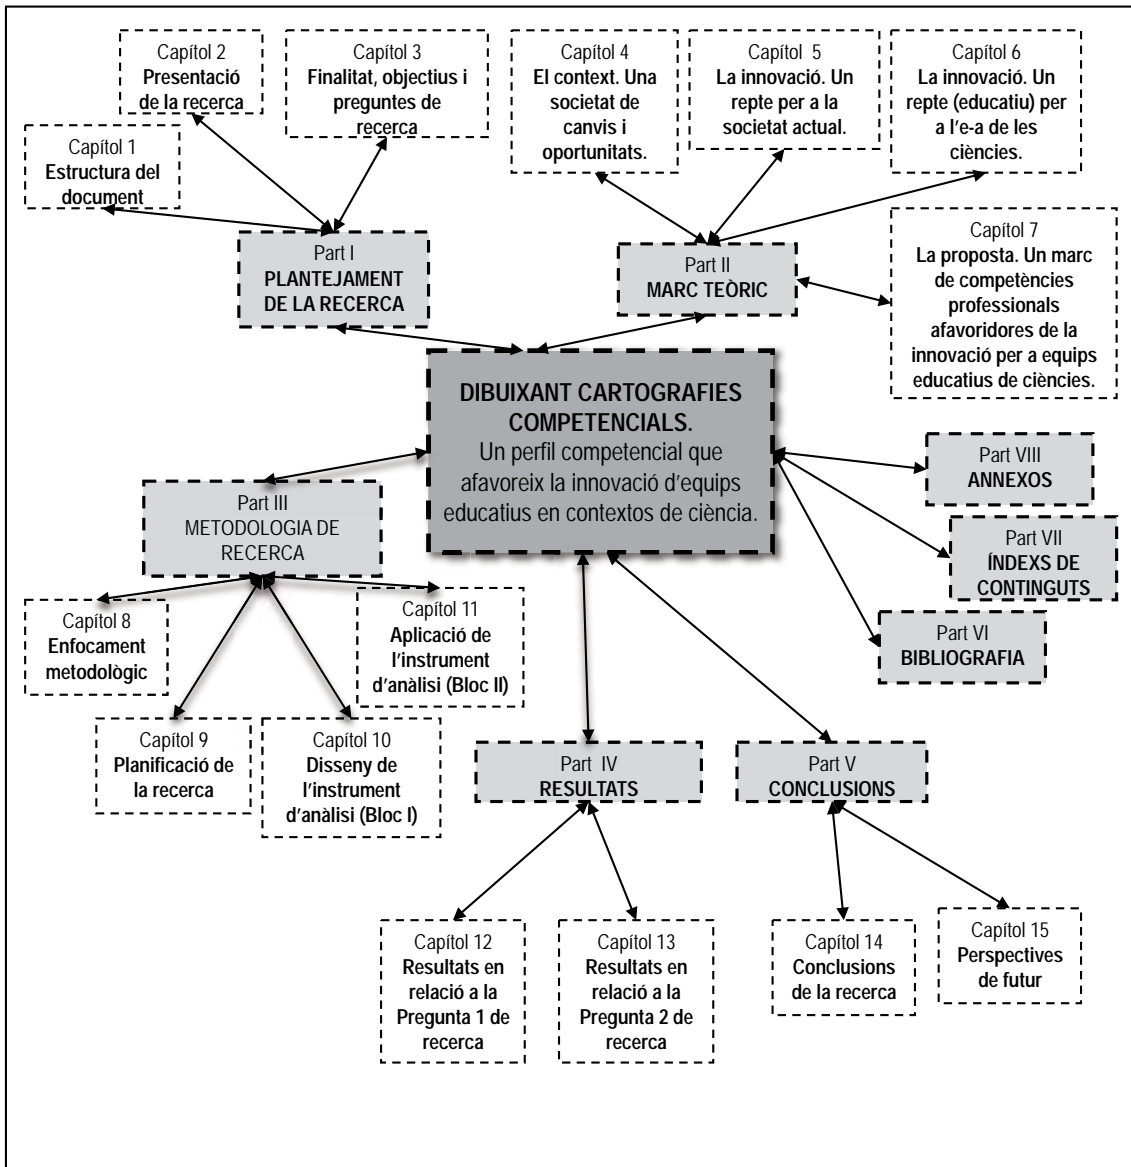 Capítol 2
Presentació
de la recerca
Capítol 3
Finalitat, objectius i
preguntes de
recerca
Capítol 4
El context. Una
societat de
canvis i
oportunitats.
Capítol 5
La innovació. Un
repte per a la
societat actual.
Capítol 6
La innovació. Un
repte (educatiu) per
a l'e-a de les
ciències.
Capítol 1
Estructura del
document
Part I
PLANTEJAMENT
DE LA RECERCA
Part II
MARC TEÒRIC
Capítol 7
La proposta. Un marc
de competències
professionals
afavoridores de la
innovació per a equips
educatius de ciències.
DIBUIXANT CARTOGRAFIES
COMPETENCIALS.
Un perfil competencial que
afavoreix la innovació d'equips
educatius en contextos de ciència.
Part VIII
ANNEXOS
Part VII
ÍNDEXS DE
CONTINGUTS
Part VI
BIBLIOGRAFIA
Part III
METODOLOGIA DE
RECERCA
Capítol 8
Enfocament
metodològic
Capítol 11
Aplicació de
l'instrument
d'anàlisi (Bloc II)
Capítol 9
Planificació de
la recerca
Capítol 10
Disseny de
l'instrument
d'anàlisi (Bloc I)
Part IV
RESULTATS
Part V
CONCLUSIONS
Capítol 12
Resultats en
relació a la
Pregunta 1 de
recerca
Capítol 13
Resultats en
relació a la
Pregunta 2 de
recerca
Capítol 14
Conclusions
de la recerca
Capítol 15
Perspectives
de futur